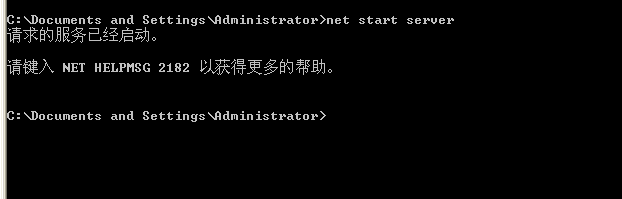 C:\Documents and Settings\Administrator>net start server
请求的服务已经启动。
请键入 NET HELPMSG 2182 以获得更多的帮助。
C:\Documents and Settings\Administrator>